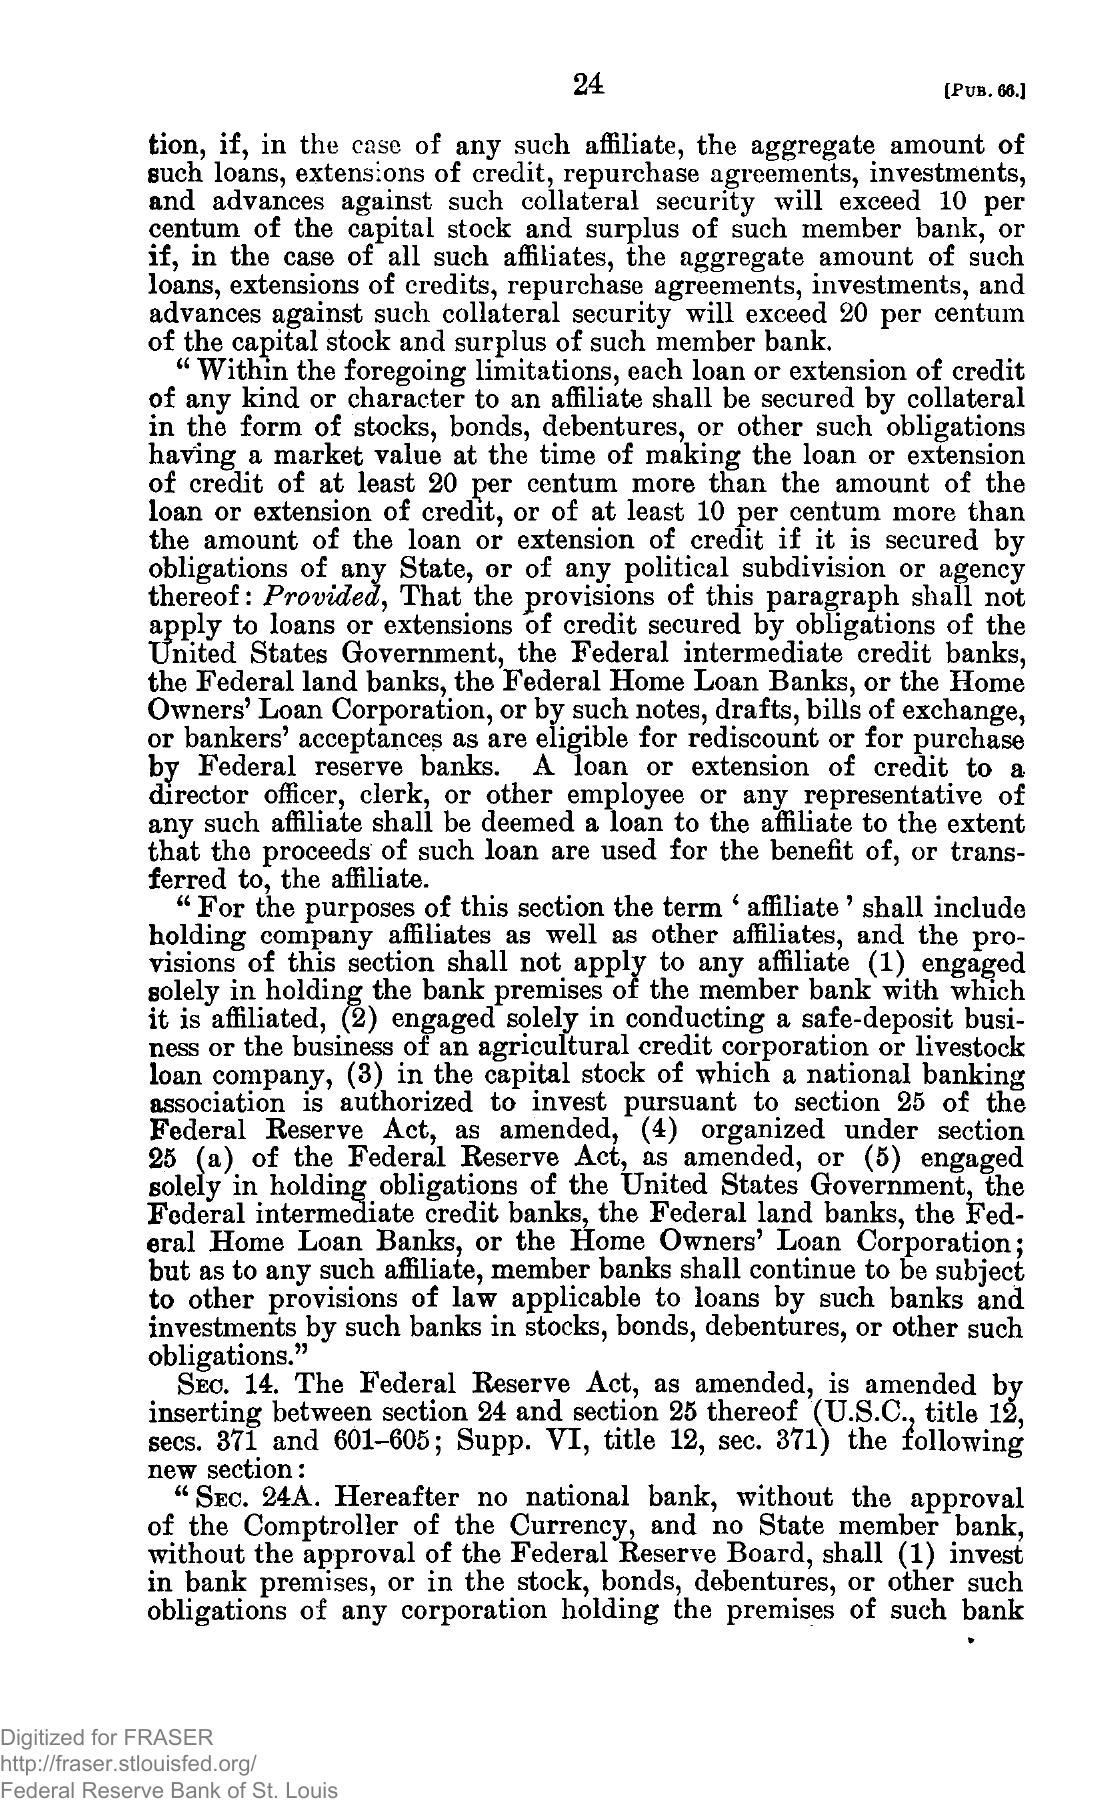 24 [PUB. 66.]
tion, if, in the case of any such affiliate, the aggregate amount of
such loans, extensions of credit, repurchase agreements, investments,
and advances against such collateral security will exceed 10 per
centum of the capital stock and surplus of such member bank, or
if, in the case of all such affiliates, the aggregate amount of such
loans, extensions of credits, repurchase agreements, investments, and
advances against such collateral security will exceed 20 per centum
of the capital stock and surplus of such member bank.
“ Within the foregoing limitations, each loan or extension of credit
of any kind or character to an affiliate shall be secured by collateral
in the form of stocks, bonds, debentures, or other such obligations
having a market value at the time of making the loan or extension
of credit of at least 20 per centum more than the amount of the
loan or extension of credit, or of at least 10 per centum more than
the amount of the loan or extension of credit if it is secured by
obligations of any State, or of any political subdivision or agency
thereof: Provided, That the provisions of this paragraph shall not
apply to loans or extensions of credit secured by obligations of the
United States Government, the Federal intermediate credit banks,
the Federal land banks, the Federal Home Loan Banks, or the Home
Owners’ Loan Corporation, or by such notes, drafts, bills of exchange,
or bankers’ acceptances as are eligible for rediscount or for purchase
by Federal reserve banks. A loan or extension of credit to a
director officer, clerk, or other employee or any representative of
any such affiliate shall be deemed a loan to the affiliate to the extent
that the proceeds of such loan are used for the benefit of, or trans-
ferred to, the affiliate.
“ For the purposes of this section the term ‘ affiliate ’ shall include
holding company affiliates as well as other affiliates, and the pro-
visions of this section shall not apply to any affiliate (1) engaged
solely in holding the bank premises of the member bank with which
it is affiliated, (2) engaged solely in conducting a safe-deposit busi-
ness or the business of an agricultural credit corporation or livestock
loan company, (3) in the capital stock of which a national banking
association is authorized to invest pursuant to section 25 of the
Federal Reserve Act, as amended, (4) organized under section
25 (a) of the Federal Reserve Act, as amended, or (5) engaged
solely in holding obligations of the United States Government, the
Federal intermediate credit banks, the Federal land banks, the Fed-
eral Home Loan Banks, or the Home Owners’ Loan Corporation;
but as to any such affiliate, member banks shall continue to be subject
to other provisions of law applicable to loans by such banks and
investments by such banks in stocks, bonds, debentures, or other such
obligations.”
SEC. 14. The Federal Reserve Act, as amended, is amended by
inserting between section 24 and section 25 thereof (U.S.C., title 12,
secs. 371 and 601–605; Supp. VI, title 12, sec. 371) the following
new section:
“ SEC. 24A. Hereafter no national bank, without the approval
of the Comptroller of the Currency, and no State member bank,
without the approval of the Federal Reserve Board, shall (1) invest
in bank premises, or in the stock, bonds, debentures, or other such
obligations of any corporation holding the premises of such bank
Digitized for FRASER
http://fraser.stlouisfed.org/
Federal Reserve Bank of St. Louis